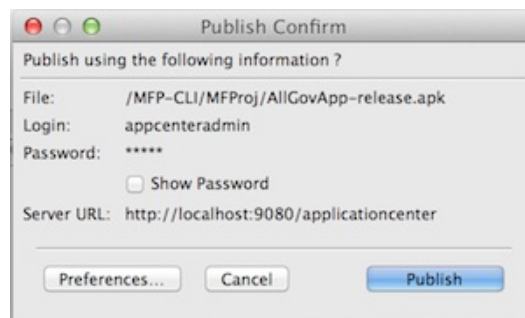 Publish Confirm
Publish using the following information ?
File: /MFP-CLI/MFProj/AllGovApp-release.apk
Login: appcenteradmin
Password: *****
Show Password
Server URL: http://localhost:9080/applicationcenter
Preferences... Cancel Publish